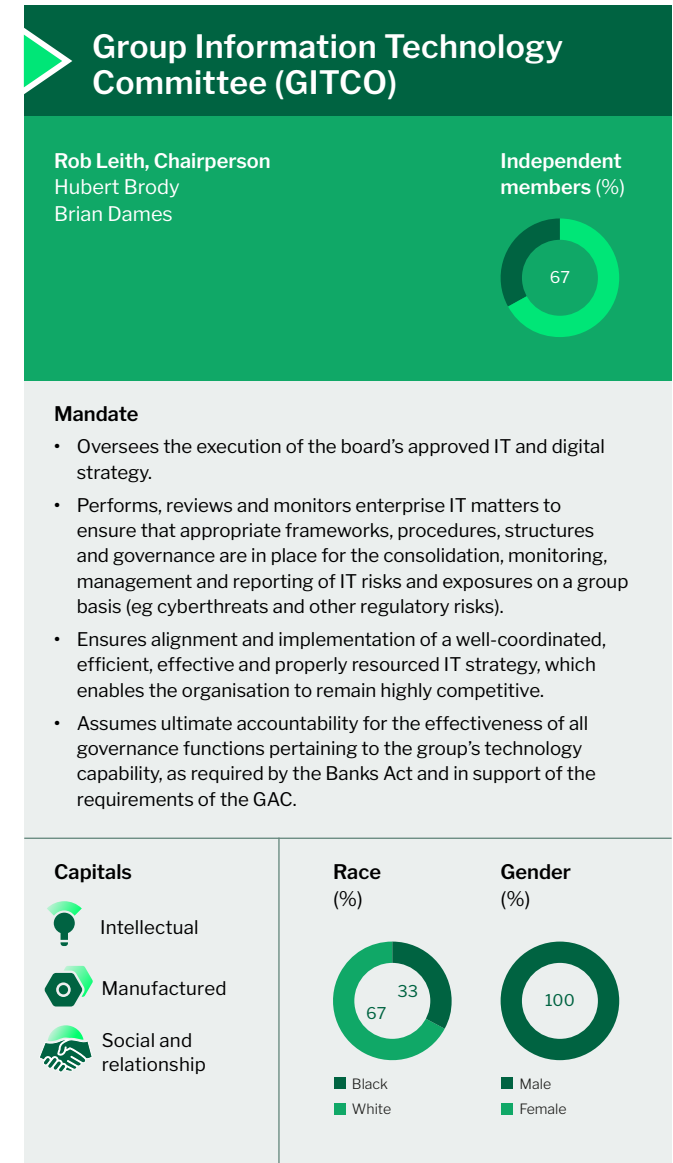 Group Information Technology
Committee (GITCO)
Rob Leith, Chairperson
Hubert Brody
Brian Dames
Independent
members (%)
67
Mandate
• Oversees the execution of the board’s approved IT and digital
strategy.
• Performs, reviews and monitors enterprise IT matters to
ensure that appropriate frameworks, procedures, structures
and governance are in place for the consolidation, monitoring,
management and reporting of IT risks and exposures on a group
basis (eg cyberthreats and other regulatory risks).
• Ensures alignment and implementation of a well-coordinated,
efficient, effective and properly resourced IT strategy, which
enables the organisation to remain highly competitive.
• Assumes ultimate accountability for the effectiveness of all
governance functions pertaining to the group’s technology
capability, as required by the Banks Act and in support of the
requirements of the GAC.
Capitals
Intellectual
Manufactured
Social and
relationship
Race
(%)
33
67
Black
White
Gender
(%)
100
Male
Female